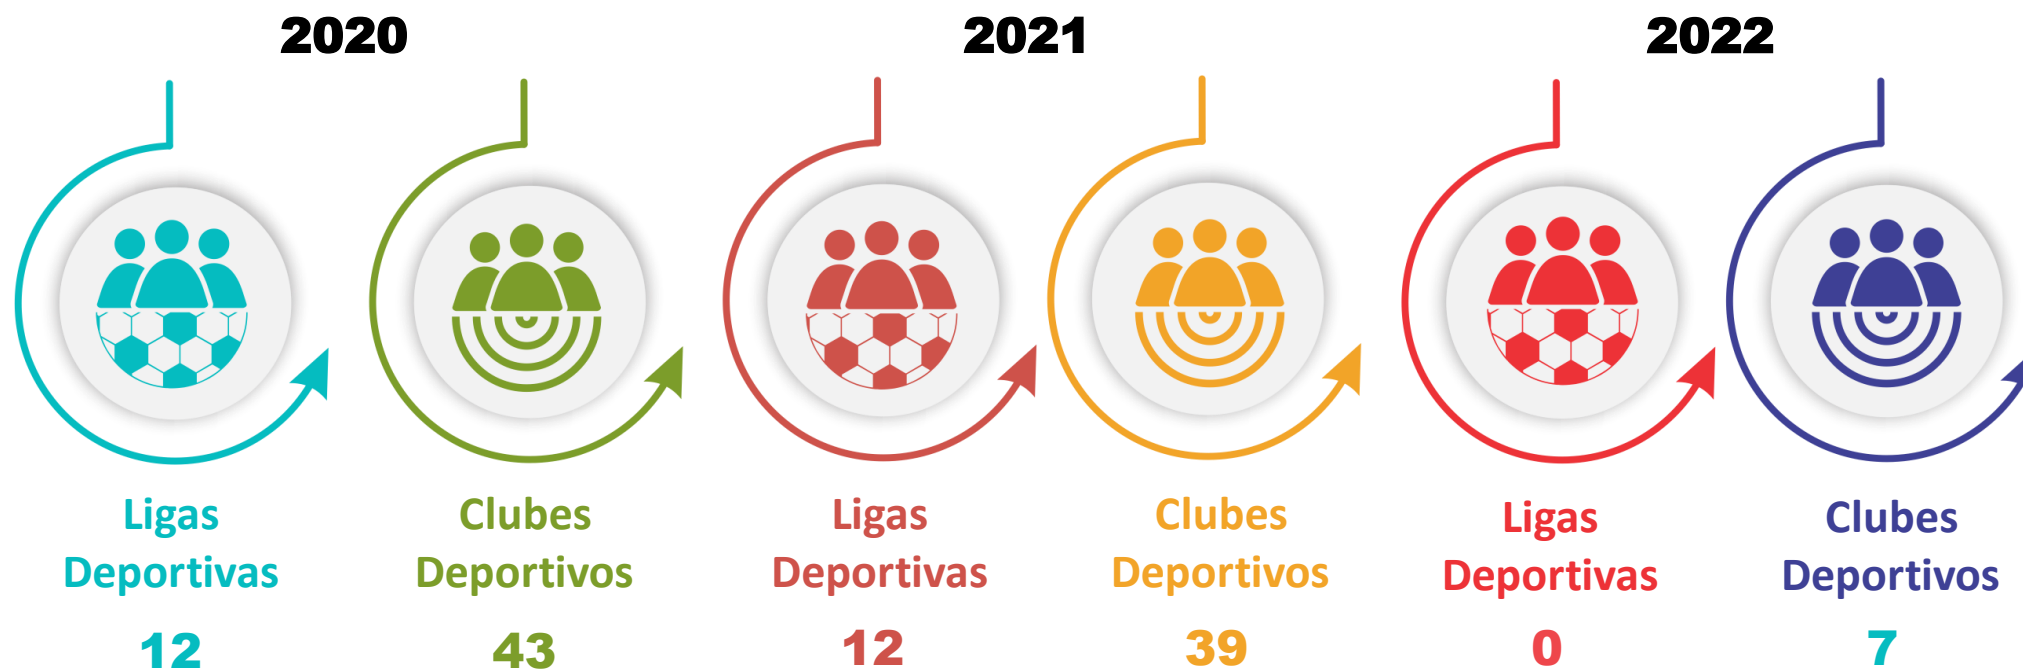 2020
Ligas
Deportivas
12
Clubes
Deportivos
43
2021
Ligas
Deportivas
12
Clubes
Deportivos
39
2022
Ligas
Deportivas
0
Clubes
Deportivos
7